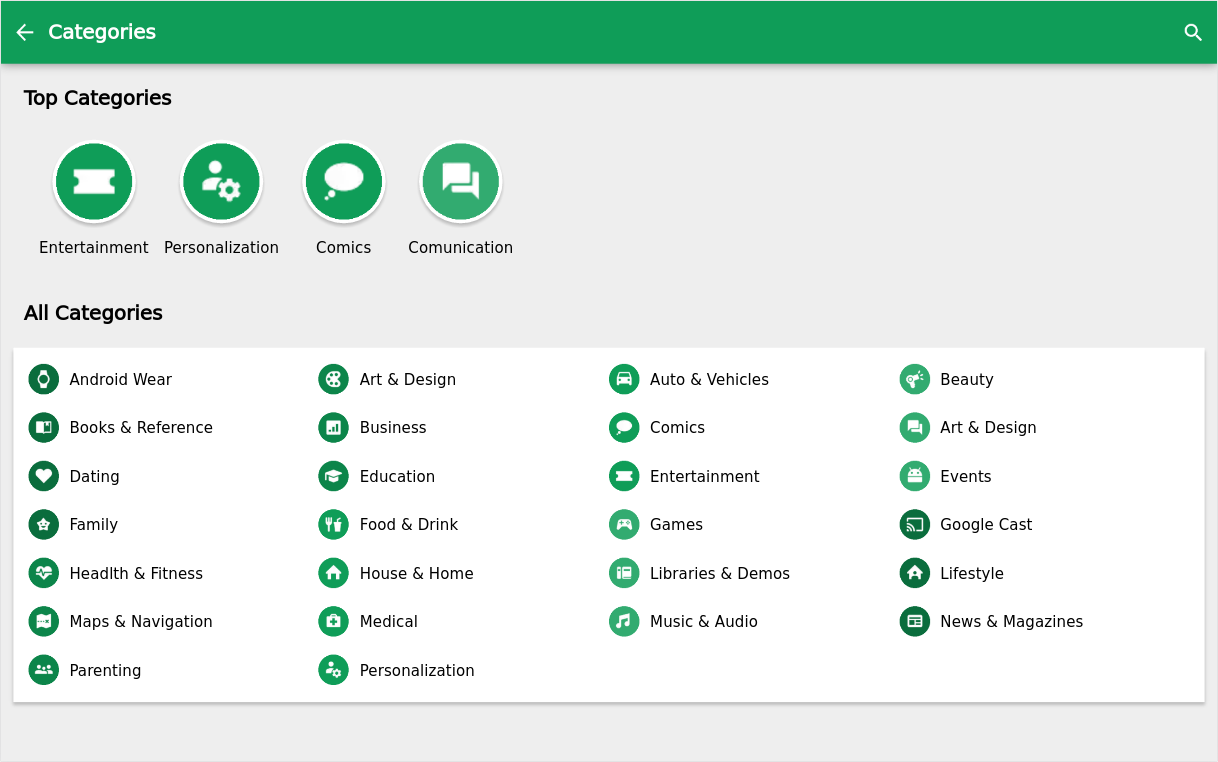 Categories
Top Categories
Entertainment Personalization Comics Comunication
All Categories
Android Wear Art & Design Auto & Vehicles Beauty
Books & Reference Business Comics Art & Design
Dating Education Entertainment Events
Family Food & Drink Games Google Cast
Headlth & Fitness House & Home Libraries & Demos Lifestyle
Maps & Navigation Medical Music & Audio News & Magazines
Parenting Personalization